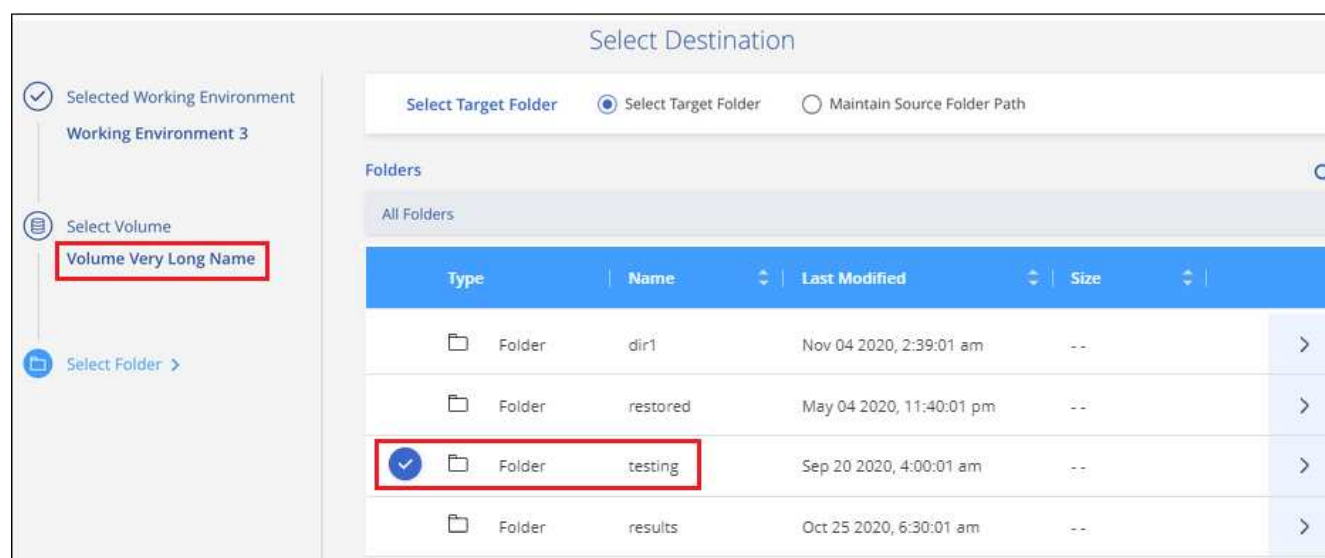 Select Destination
Selected Working Environment
Working Environment 3
Select Volume
Volume Very Long Name
Select Folder >
Select Target Folder Select Target Folder Maintain Source Folder Path
Folders
All Folders
Type Name Last Modified Size
Folder dir1 Nov 04 2020, 2:39:01 am - -
Folder restored May 04 2020, 11:40:01 pm - -
Folder testing Sep 20 2020, 4:00:01 am - -
Folder results Oct 25 2020, 6:30:01 am - -